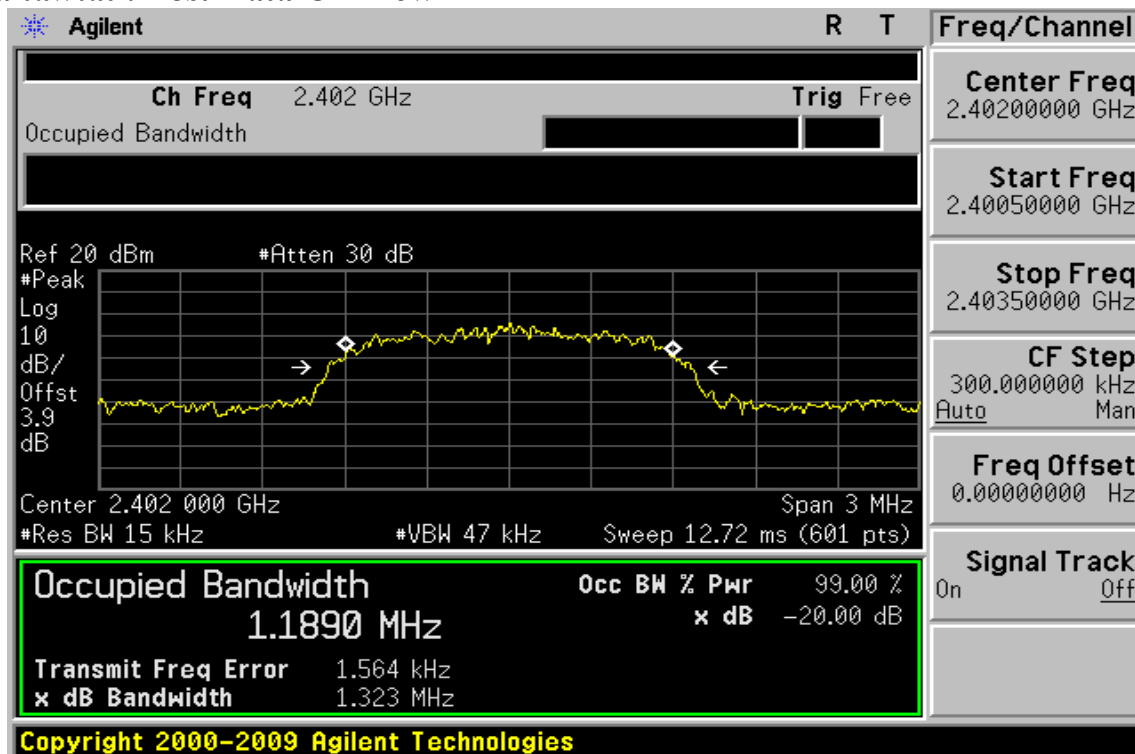 Agilent R T
Freq/Channel
Ch Freq 2.402 GHz Trig Free
Occupied Bandwidth
Center Freq
2.40200000 GHz
Start Freq
2.40050000 GHz
Stop Freq
2.40350000 GHz
CF Step
300.000000 kHz
Auto Man
Freq Offset
0.00000000 Hz
Signal Track
On Off
Ref 20 dBm #Atten 30 dB
#Peak
Log
10
dB/
Offst
3.9
dB
Center 2.402 000 GHz Span 3 MHz
#Res BW 15 kHz #VBW 47 kHz Sweep 12.72 ms (601 pts)
Occupied Bandwidth Occ BW % Pwr 99.00 %
1.1890 MHz x dB -20.00 dB
Transmit Freq Error 1.564 kHz
x dB Bandwidth 1.323 MHz
Copyright 2000-2009 Agilent Technologies